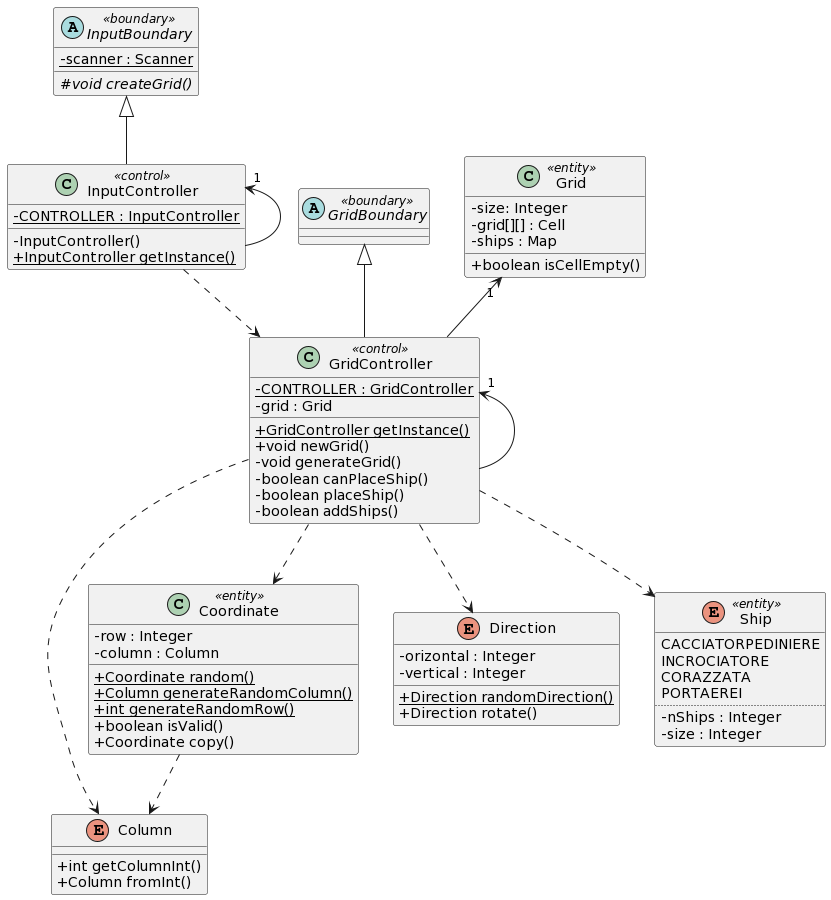 A
«boundary»
InputBoundary
-scanner : Scanner
#void createGrid()
C
«control»
InputController
-CONTROLLER : InputController
-InputController()
+InputController getInstance()
1
A
«boundary»
GridBoundary
C
«entity»
Grid
-size: Integer
-grid[][] : Cell
-ships : Map
+boolean isCellEmpty()
1
C
«control»
GridController
-CONTROLLER : GridController
-grid : Grid
+GridController getInstance()
+void newGrid()
-void generateGrid()
-boolean canPlaceShip()
-boolean placeShip()
-boolean addShips()
1
C
«entity»
Coordinate
-row : Integer
-column : Column
+Coordinate random()
+Column generateRandomColumn()
+int generateRandomRow()
+boolean isValid()
+Coordinate copy()
E
Direction
-orizontal : Integer
-vertical : Integer
+Direction randomDirection()
+Direction rotate()
E
«entity»
Ship
CACCIATORPEDINIERE
INCROCIATORE
CORAZZATA
PORTAEREI
-nShips : Integer
-size : Integer
E
Column
+int getColumnInt()
+Column fromInt()